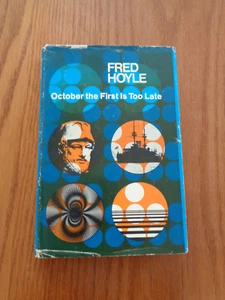 FRED
HOYLE
October the First Is Too Late